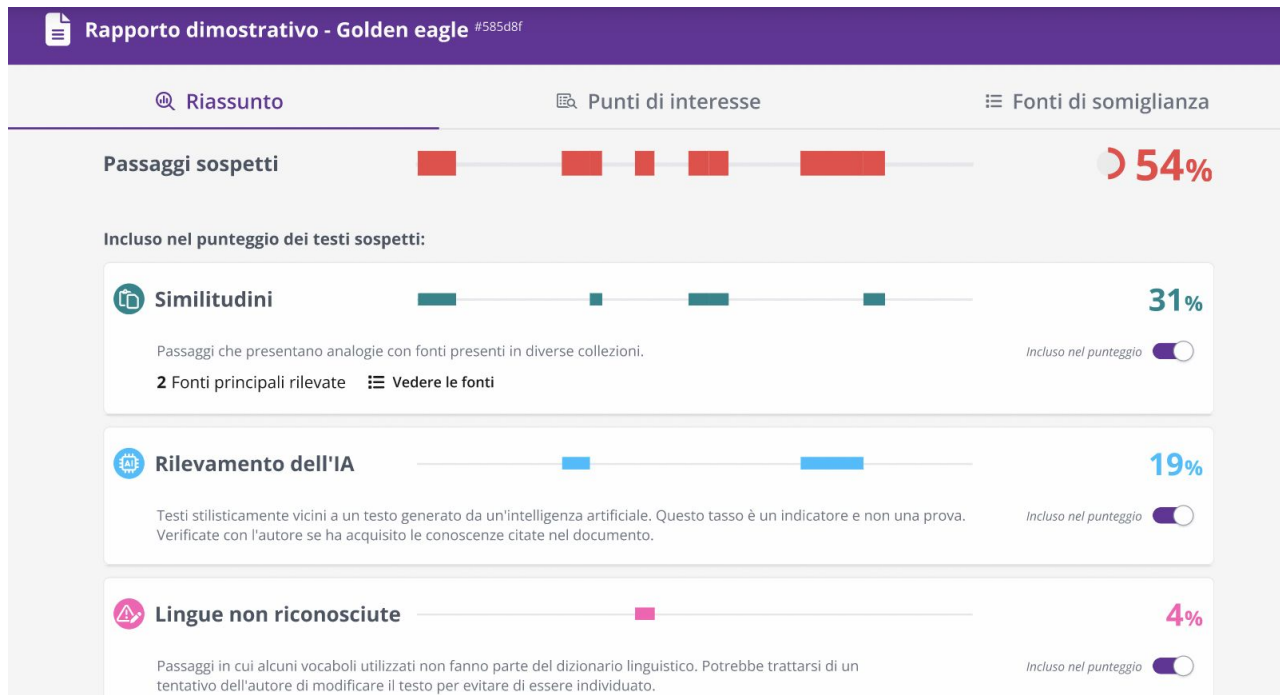 Rapporto dimostrativo - Golden eagle #585d8f
Riassunto
Punti di interesse
Fonti di somiglianza
Passaggi sospetti
54%
Incluso nel punteggio dei testi sospetti:
Similitudini
31%
Passaggi che presentano analogie con fonti presenti in diverse collezioni.
Incluso nel punteggio
2 Fonti principali rilevate
Vedere le fonti
AI
Rilevamento dell'IA
19%
Testi stilisticamente vicini a un testo generato da un'intelligenza artificiale. Questo tasso è un indicatore e non una prova.
Verificate con l'autore se ha acquisito le conoscenze citate nel documento.
Incluso nel punteggio
Lingue non riconosciute
4%
Passaggi in cui alcuni vocaboli utilizzati non fanno parte del dizionario linguistico. Potrebbe trattarsi di un
tentativo dell'autore di modificare il testo per evitare di essere individuato.
Incluso nel punteggio